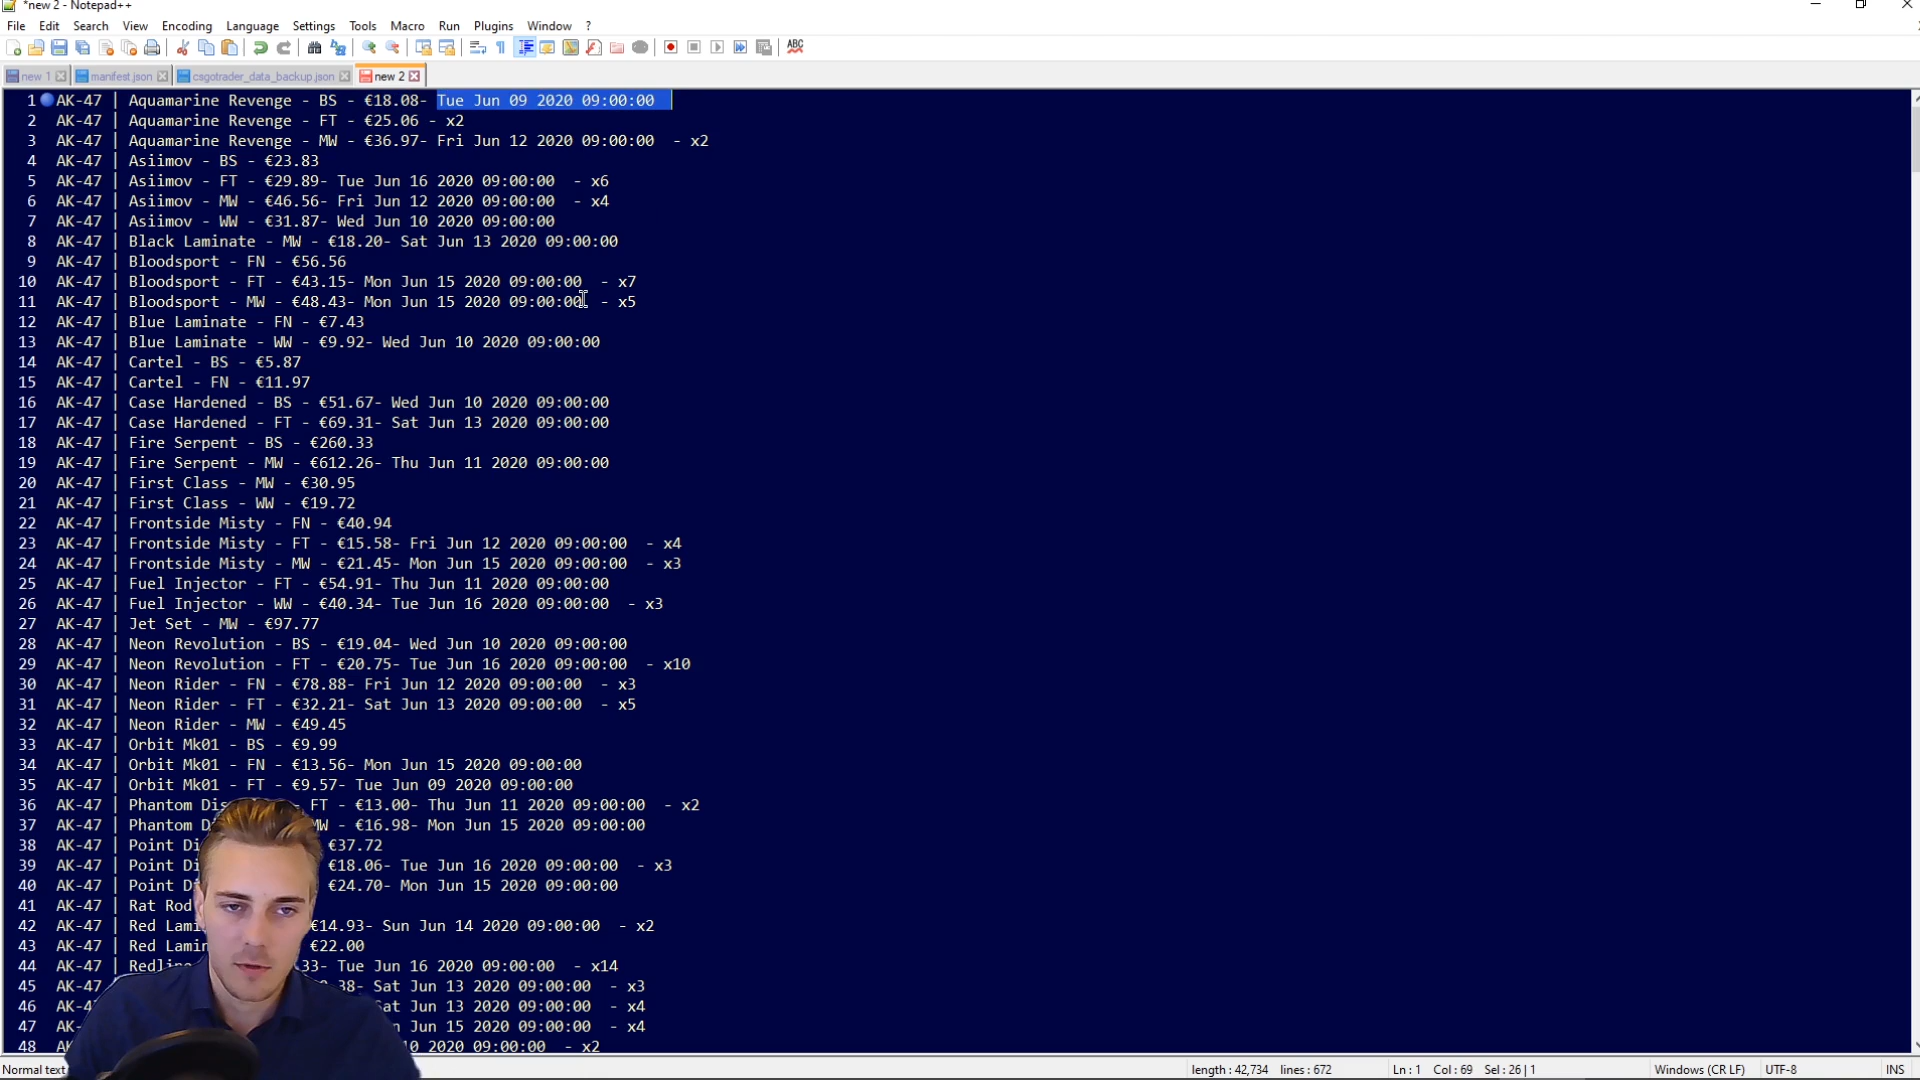 *new 2 - Notepad++
File Edit Search View Encoding Language Settings Tools Macro Run Plugins Window ?
new 1 manifest.json csgotrader_data_backup.json new 2
1 AK-47 | Aquamarine Revenge - BS - €18.08- Tue Jun 09 2020 09:00:00
2 AK-47 | Aquamarine Revenge - FT - €25.06 - x2
3 AK-47 | Aquamarine Revenge - MW - €36.97- Fri Jun 12 2020 09:00:00  - x2
4 AK-47 | Asiimov - BS - €23.83
5 AK-47 | Asiimov - FT - €29.89- Tue Jun 16 2020 09:00:00  - x6
6 AK-47 | Asiimov - MW - €46.56- Fri Jun 12 2020 09:00:00  - x4
7 AK-47 | Asiimov - WW - €31.87- Wed Jun 10 2020 09:00:00
8 AK-47 | Black Laminate - MW - €18.20- Sat Jun 13 2020 09:00:00
9 AK-47 | Bloodsport - FN - €56.56
10 AK-47 | Bloodsport - FT - €43.15- Mon Jun 15 2020 09:00:00  - x7
11 AK-47 | Bloodsport - MW - €48.43- Mon Jun 15 2020 09:00:00  - x5
12 AK-47 | Blue Laminate - FN - €7.43
13 AK-47 | Blue Laminate - WW - €9.92- Wed Jun 10 2020 09:00:00
14 AK-47 | Cartel - BS - €5.87
15 AK-47 | Cartel - FN - €11.97
16 AK-47 | Case Hardened - BS - €51.67- Wed Jun 10 2020 09:00:00
17 AK-47 | Case Hardened - FT - €69.31- Sat Jun 13 2020 09:00:00
18 AK-47 | Fire Serpent - BS - €260.33
19 AK-47 | Fire Serpent - MW - €612.26- Thu Jun 11 2020 09:00:00
20 AK-47 | First Class - MW - €30.95
21 AK-47 | First Class - WW - €19.72
22 AK-47 | Frontside Misty - FN - €40.94
23 AK-47 | Frontside Misty - FT - €15.58- Fri Jun 12 2020 09:00:00  - x4
24 AK-47 | Frontside Misty - MW - €21.45- Mon Jun 15 2020 09:00:00  - x3
25 AK-47 | Fuel Injector - FT - €54.91- Thu Jun 11 2020 09:00:00
26 AK-47 | Fuel Injector - WW - €40.34- Tue Jun 16 2020 09:00:00  - x3
27 AK-47 | Jet Set - MW - €97.77
28 AK-47 | Neon Revolution - BS - €19.04- Wed Jun 10 2020 09:00:00
29 AK-47 | Neon Revolution - FT - €20.75- Tue Jun 16 2020 09:00:00  - x10
30 AK-47 | Neon Rider - FN - €78.88- Fri Jun 12 2020 09:00:00  - x3
31 AK-47 | Neon Rider - FT - €32.21- Sat Jun 13 2020 09:00:00  - x5
32 AK-47 | Neon Rider - MW - €49.45
33 AK-47 | Orbit Mk01 - BS - €9.99
34 AK-47 | Orbit Mk01 - FN - €13.56- Mon Jun 15 2020 09:00:00
35 AK-47 | Orbit Mk01 - FT - €9.57- Tue Jun 09 2020 09:00:00
36 AK-47 | Phantom Dis FT - €13.00- Thu Jun 11 2020 09:00:00  - x2
37 AK-47 | Phantom MW - €16.98- Mon Jun 15 2020 09:00:00
38 AK-47 | Point Di €37.72
39 AK-47 | Point Di €18.06- Tue Jun 16 2020 09:00:00  - x3
40 AK-47 | Point Di €24.70- Mon Jun 15 2020 09:00:00
41 AK-47 | Rat Rod
42 AK-47 | Red Lami €14.93- Sun Jun 14 2020 09:00:00  - x2
43 AK-47 | Red Lamin €22.00
44 AK-47 | Redline 33- Tue Jun 16 2020 09:00:00  - x14
45 AK-47 .38- Sat Jun 13 2020 09:00:00  - x3
46 AK-4 Sat Jun 13 2020 09:00:00  - x4
47 AK- n Jun 15 2020 09:00:00  - x4
48 AK 0 2020 09:00:00  - x2
Normal text length : 42,734 lines : 672 Ln : 1 Col : 69 Sel : 26 | 1 Windows (CR LF) UTF-8 INS